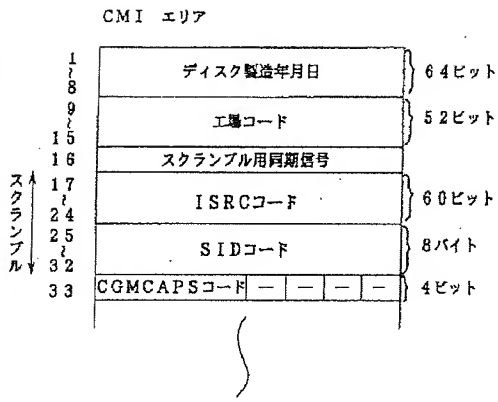 CMI エリア
1～8 ディスク製造年月日 64ビット
9～15 工場コード 52ビット
16 スクランブル用同期信号
17～24 ISRCコード 60ビット
25～32 SIDコード 8バイト
33 CGMCAPSコード － － － － 4ビット
スクランブル